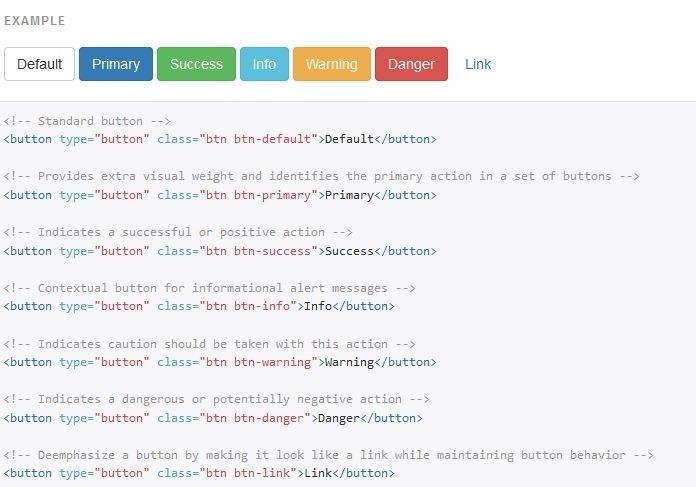 EXAMPLE
Default Primary Success Info Warning Danger Link
<!-- Standard button -->
<button type="button" class="btn btn-default">Default</button>
<!-- Provides extra visual weight and identifies the primary action in a set of buttons -->
<button type="button" class="btn btn-primary">Primary</button>
<!-- Indicates a successful or positive action -->
<button type="button" class="btn btn-success">Success</button>
<!-- Contextual button for informational alert messages -->
<button type="button" class="btn btn-info">Info</button>
<!-- Indicates caution should be taken with this action -->
<button type="button" class="btn btn-warning">Warning</button>
<!-- Indicates a dangerous or potentially negative action -->
<button type="button" class="btn btn-danger">Danger</button>
<!-- Deemphasize a button by making it look like a link while maintaining button behavior -->
<button type="button" class="btn btn-link">Link</button>